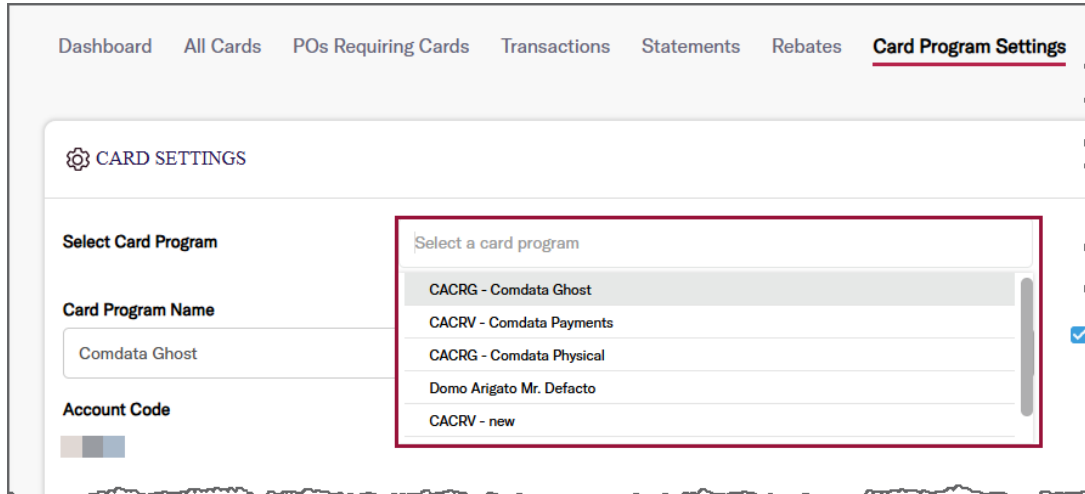 Dashboard All Cards POs Requiring Cards Transactions Statements Rebates Card Program Settings
CARD SETTINGS
Select Card Program
Select a card program
CACRG - Comdata Ghost
CACRV - Comdata Payments
CACRG - Comdata Physical
Domo Arigato Mr. Defacto
CACRV - new
Card Program Name
Comdata Ghost
Account Code